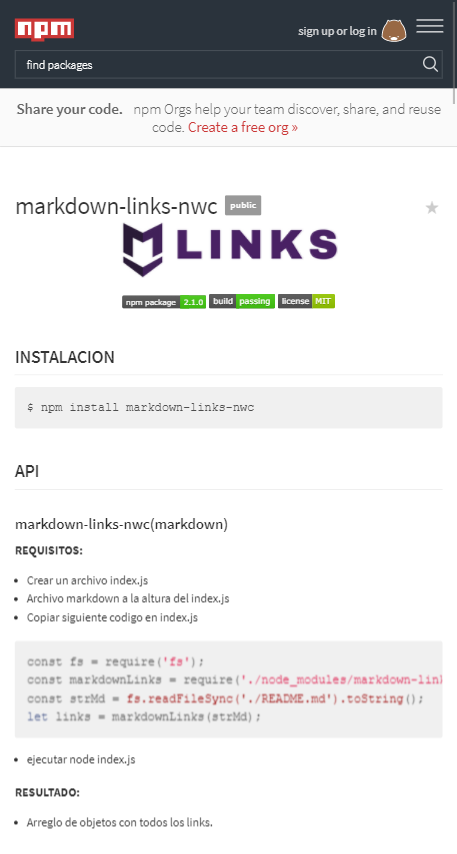 npm
sign up or log in
find packages
Share your code. npm Orgs help your team discover, share, and reuse
code. Create a free org »
markdown-links-nwc public
LINKS
npm package 2.1.0 build passing license MIT
INSTALACION
$ npm install markdown-links-nwc
API
markdown-links-nwc(markdown)
REQUISITOS:
• Crear un archivo index.js
• Archivo markdown a la altura del index.js
• Copiar siguiente codigo en index.js
const fs = require('fs');
const markdownLinks = require('./node_modules/markdown-lin
const strMd = fs.readFileSync('./README.md').toString();
let links = markdownLinks(strMd);
• ejecutar node index.js
RESULTADO:
• Arreglo de objetos con todos los links.